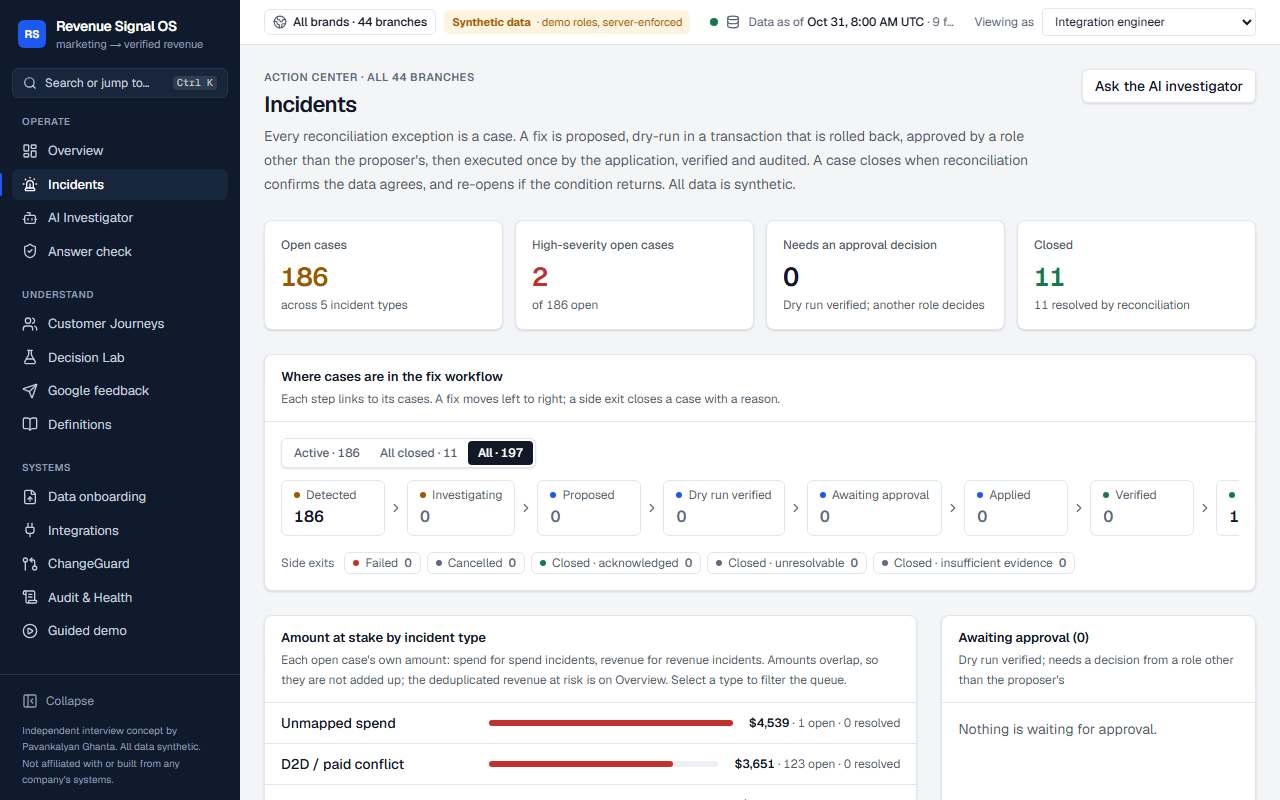 RS
Revenue Signal OS
marketing → verified revenue
Search or jump to...
Ctrl K
OPERATE
Overview
Incidents
AI Investigator
Answer check
UNDERSTAND
Customer Journeys
Decision Lab
Google feedback
Definitions
SYSTEMS
Data onboarding
Integrations
ChangeGuard
Audit & Health
Guided demo
Collapse
Independent interview concept by
Pavankalyan Ghanta. All data synthetic.
Not affiliated with or built from any
company's systems.
All brands · 44 branches
Synthetic data · demo roles, server-enforced
Data as of Oct 31, 8:00 AM UTC · 9 f...
Viewing as
Integration engineer
ACTION CENTER · ALL 44 BRANCHES
Incidents
Ask the AI investigator
Every reconciliation exception is a case. A fix is proposed, dry-run in a transaction that is rolled back, approved by a role
other than the proposer's, then executed once by the application, verified and audited. A case closes when reconciliation
confirms the data agrees, and re-opens if the condition returns. All data is synthetic.
Open cases
186
across 5 incident types
High-severity open cases
2
of 186 open
Needs an approval decision
0
Dry run verified; another role decides
Closed
11
11 resolved by reconciliation
Where cases are in the fix workflow
Each step links to its cases. A fix moves left to right; a side exit closes a case with a reason.
Active · 186
All closed · 11
All · 197
Detected
186
Investigating
0
Proposed
0
Dry run verified
0
Awaiting approval
0
Applied
0
Verified
0
1
Side exits
Failed 0
Cancelled 0
Closed · acknowledged 0
Closed · unresolvable 0
Closed · insufficient evidence 0
Amount at stake by incident type
Each open case's own amount: spend for spend incidents, revenue for revenue incidents. Amounts overlap, so
they are not added up; the deduplicated revenue at risk is on Overview. Select a type to filter the queue.
Unmapped spend
$4,539 · 1 open · 0 resolved
D2D / paid conflict
$3,651 · 123 open · 0 resolved
Awaiting approval (0)
Dry run verified; needs a decision from a role other
than the proposer's
Nothing is waiting for approval.